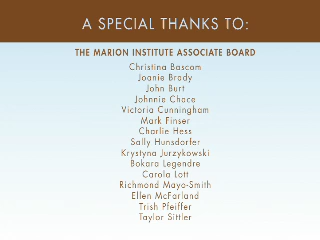 A SPECIAL THANKS TO:
THE MARION INSTITUTE ASSOCIATE BOARD
Christina Bascom
Joanie Brady
John Burt
Johnnie Chace
Victoria Cunningham
Mark Finser
Charlie Hess
Sally Hunsdorfer
Krystyna Jurzykowski
Bokara Legendre
Carola Lott
Richmond Mayo-Smith
Ellen McFarland
Trish Pfeiffer
Taylor Sittler